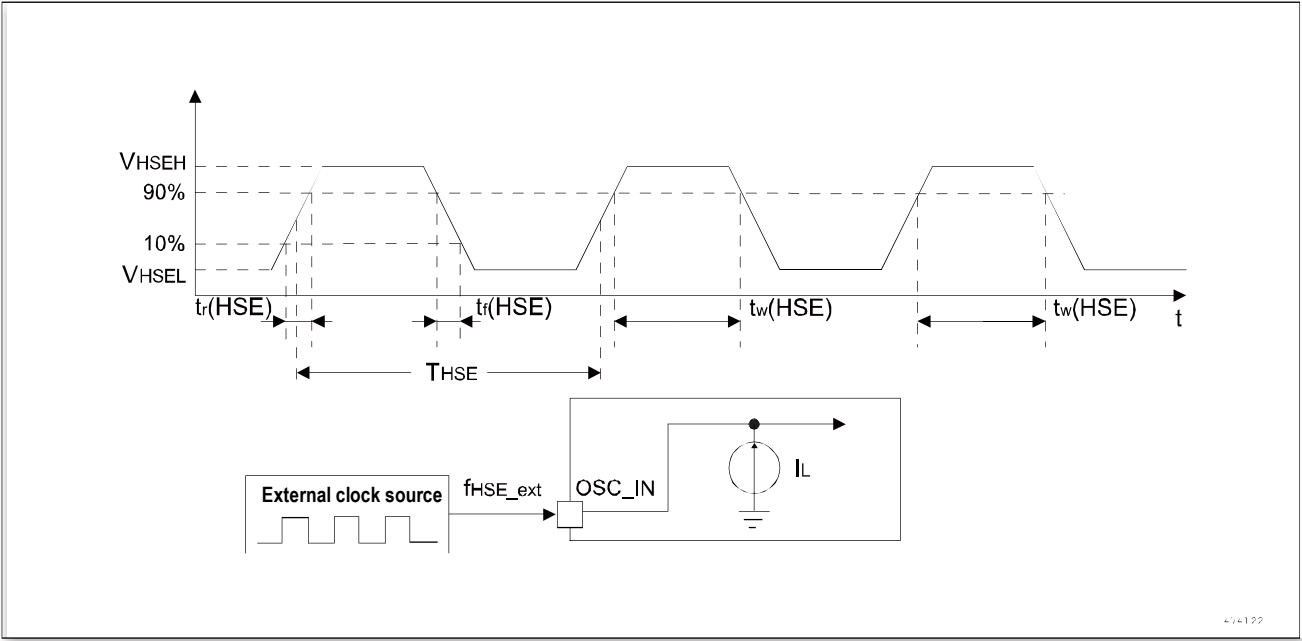 VHSEH
90%
10%
VHSEL
tr(HSE)
tf(HSE)
tw(HSE)
tw(HSE)
t
THSE
External clock source
fHSE_ext
OSC_IN
IL
474122